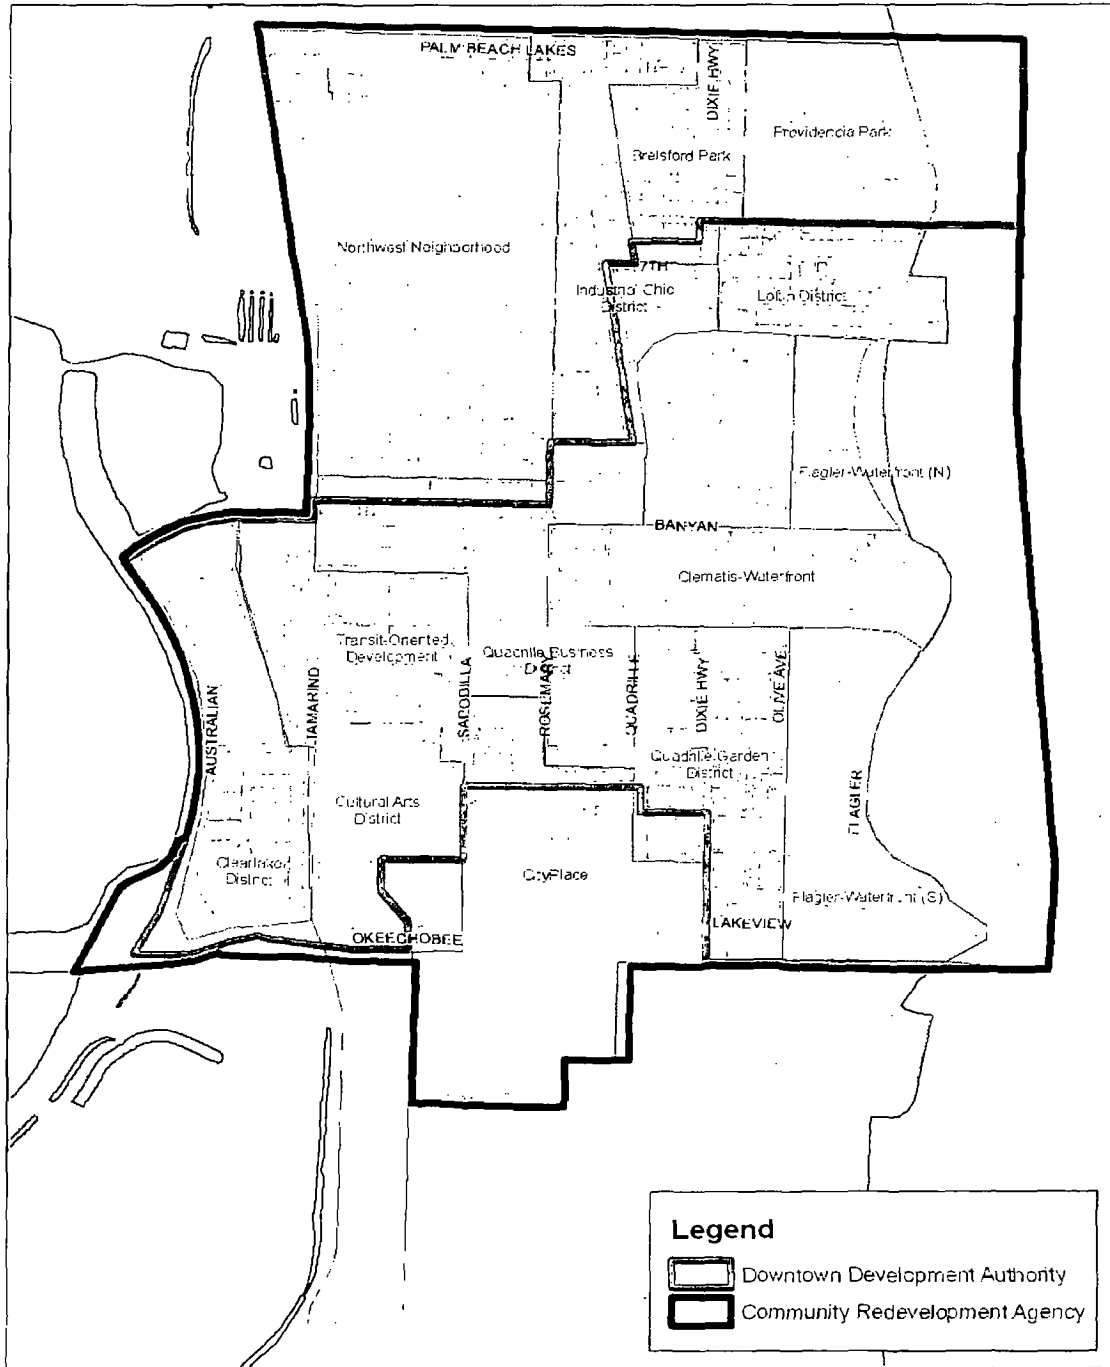 PALM BEACH LAKES
DIXIE HWY
Providencia Park
Brelsford Park
Northwest Neighborhood
7TH
Industrial Chic
District
Loftin District
Flagler-Waterfront (N)
BANYAN
Clematis-Waterfront
Transit-Oriented
Development
Quadrille Business
District
SAPODILLA
ROSEMARY
QUADRILLE
DIXIE HWY
OLIVE AVE
TAMARIND
AUSTRALIAN
Quadrille Garden
District
FLAGLER
Cultural Arts
District
Clearlake
District
CityPlace
Flagler-Waterfront (S)
LAKEVIEW
OKEECHOBEE
Legend
Downtown Development Authority
Community Redevelopment Agency